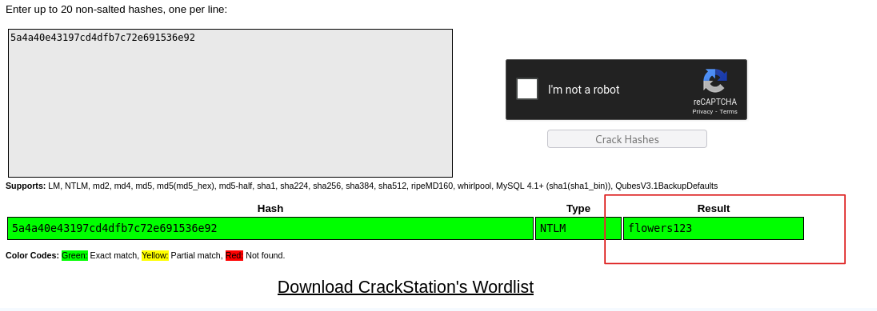 Enter up to 20 non-salted hashes, one per line:
5a4a40e43197cd4dfb7c72e691536e92
I'm not a robot
reCAPTCHA
Privacy - Terms
Crack Hashes
Supports: LM, NTLM, md2, md4, md5, md5(md5_hex), md5-half, sha1, sha224, sha256, sha384, sha512, ripeMD160, whirlpool, MySQL 4.1+ (sha1(sha1_bin)), QubesV3.1BackupDefaults
Hash Type Result
5a4a40e43197cd4dfb7c72e691536e92 NTLM flowers123
Color Codes: Green: Exact match, Yellow: Partial match, Red: Not found.
Download CrackStation's Wordlist